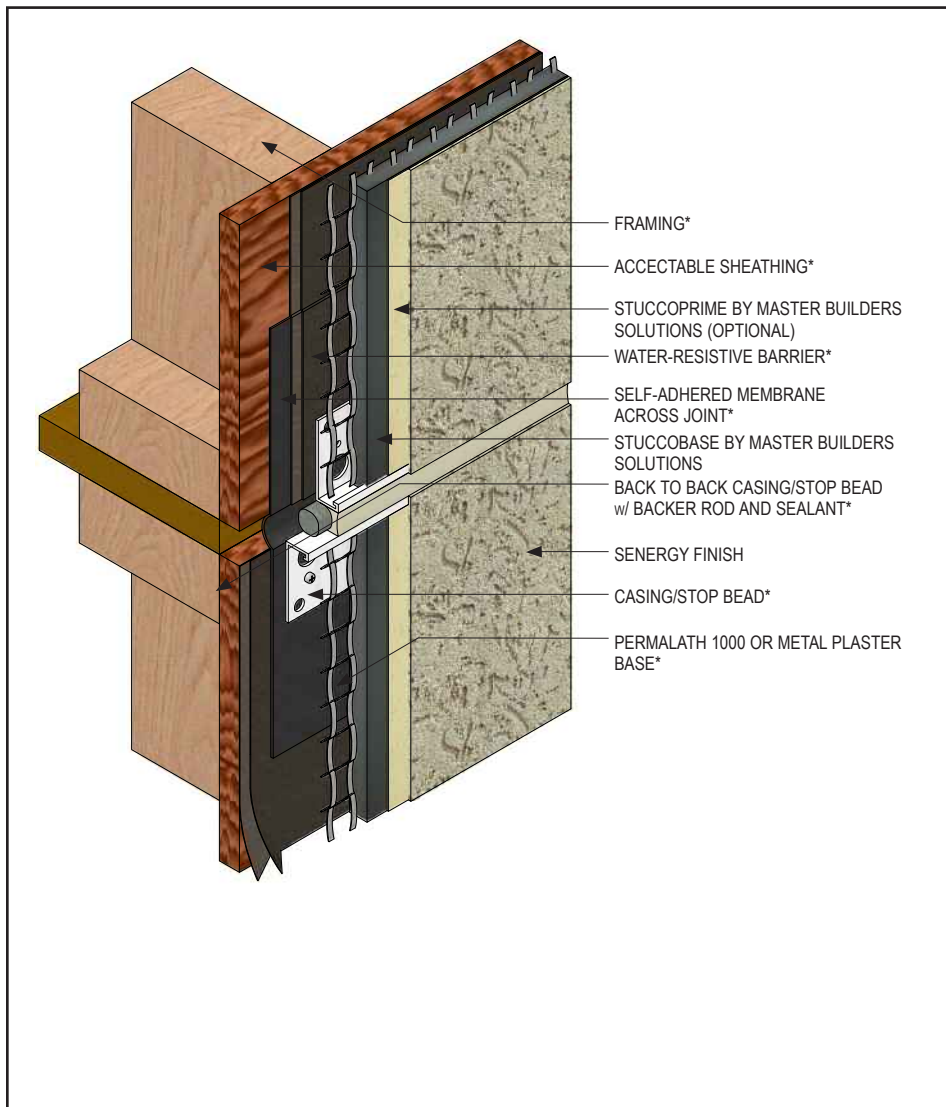 FRAMING*
ACCECTABLE SHEATHING*
STUCCOPRIME BY MASTER BUILDERS
SOLUTIONS (OPTIONAL)
WATER-RESISTIVE BARRIER*
SELF-ADHERED MEMBRANE
ACROSS JOINT*
STUCCOBASE BY MASTER BUILDERS
SOLUTIONS
BACK TO BACK CASING/STOP BEAD
w/ BACKER ROD AND SEALANT*
SENERGY FINISH
CASING/STOP BEAD*
PERMALATH 1000 OR METAL PLASTER
BASE*